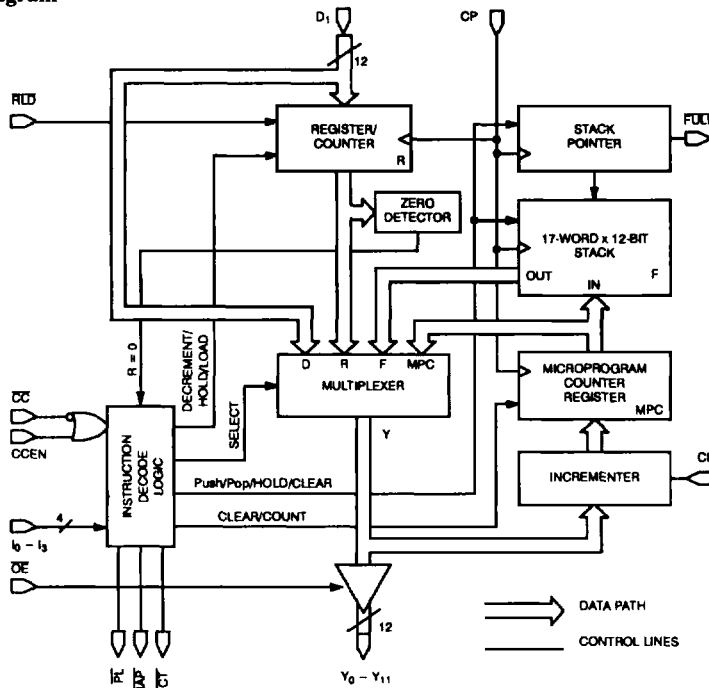 D1
CP
12
RLD
REGISTER/
COUNTER
R
STACK
POINTER
ZERO
DETECTOR
17-WORD x 12-BIT
STACK
OUT
IN
F
R = 0
DECREMENT/
HOLD/LOAD
D R F MPC
MULTIPLEXER
MICROPROGRAM
COUNTER
REGISTER
MPC
SELECT
Y
CC
CCEN
INSTRUCTION
DECODE
LOGIC
Push/Pop/HOLD/CLEAR
INCREMENTER
CLEAR/COUNT
4
I0 – I3
OE
12
DATA PATH
CONTROL LINES
PL
Y0 – Y11